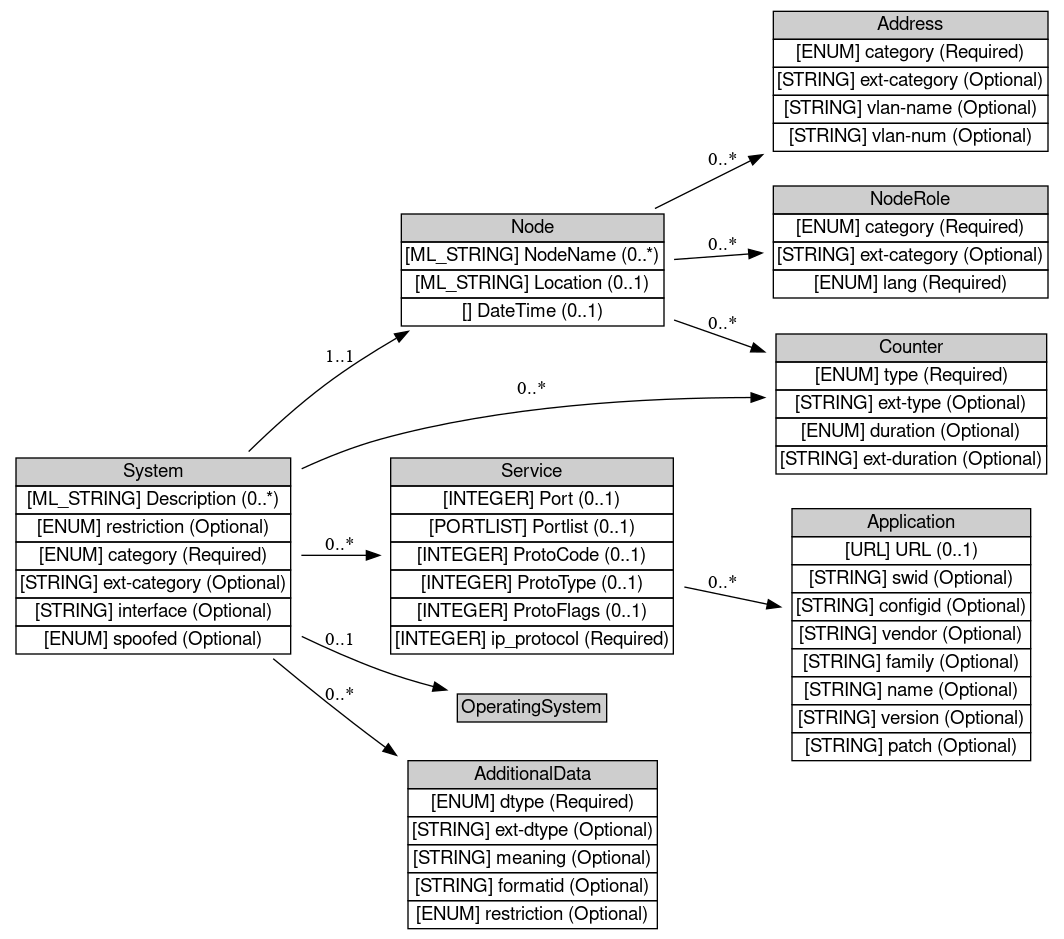 Address
[ENUM] category (Required)
[STRING] ext-category (Optional)
[STRING] vlan-name (Optional)
[STRING] vlan-num (Optional)
0..*
NodeRole
[ENUM] category (Required)
[STRING] ext-category (Optional)
[ENUM] lang (Required)
0..*
Node
[ML_STRING] NodeName (0..*)
[ML_STRING] Location (0..1)
[] DateTime (0..1)
0..*
Counter
[ENUM] type (Required)
[STRING] ext-type (Optional)
[ENUM] duration (Optional)
[STRING] ext-duration (Optional)
1..1
0..*
System
[ML_STRING] Description (0..*)
[ENUM] restriction (Optional)
[ENUM] category (Required)
[STRING] ext-category (Optional)
[STRING] interface (Optional)
[ENUM] spoofed (Optional)
0..*
Service
[INTEGER] Port (0..1)
[PORTLIST] Portlist (0..1)
[INTEGER] ProtoCode (0..1)
[INTEGER] ProtoType (0..1)
[INTEGER] ProtoFlags (0..1)
[INTEGER] ip_protocol (Required)
0..*
Application
[URL] URL (0..1)
[STRING] swid (Optional)
[STRING] configid (Optional)
[STRING] vendor (Optional)
[STRING] family (Optional)
[STRING] name (Optional)
[STRING] version (Optional)
[STRING] patch (Optional)
0..1
OperatingSystem
0..*
AdditionalData
[ENUM] dtype (Required)
[STRING] ext-dtype (Optional)
[STRING] meaning (Optional)
[STRING] formatid (Optional)
[ENUM] restriction (Optional)